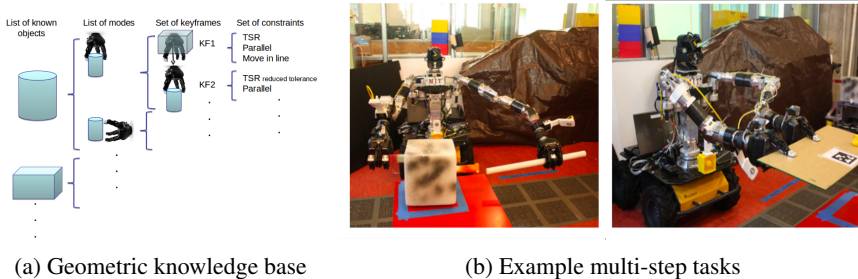 List of known
objects
List of modes
Set of keyframes
Set of constraints
KF1
TSR
Parallel
Move in line
KF2
TSR reduced tolerance
Parallel
MIT
(a) Geometric knowledge base
(b) Example multi-step tasks